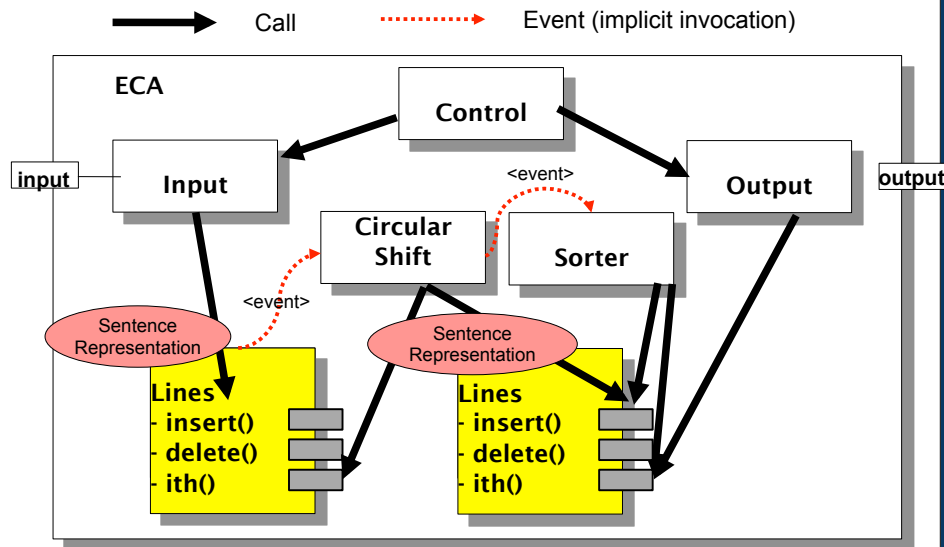 Call
Event (implicit invocation)
ECA
Control
input
Input
<event>
Output
output
Circular
Shift
Sorter
<event>
Sentence
Representation
Sentence
Representation
Lines
- insert()
- delete()
- ith()
Lines
- insert()
- delete()
- ith()